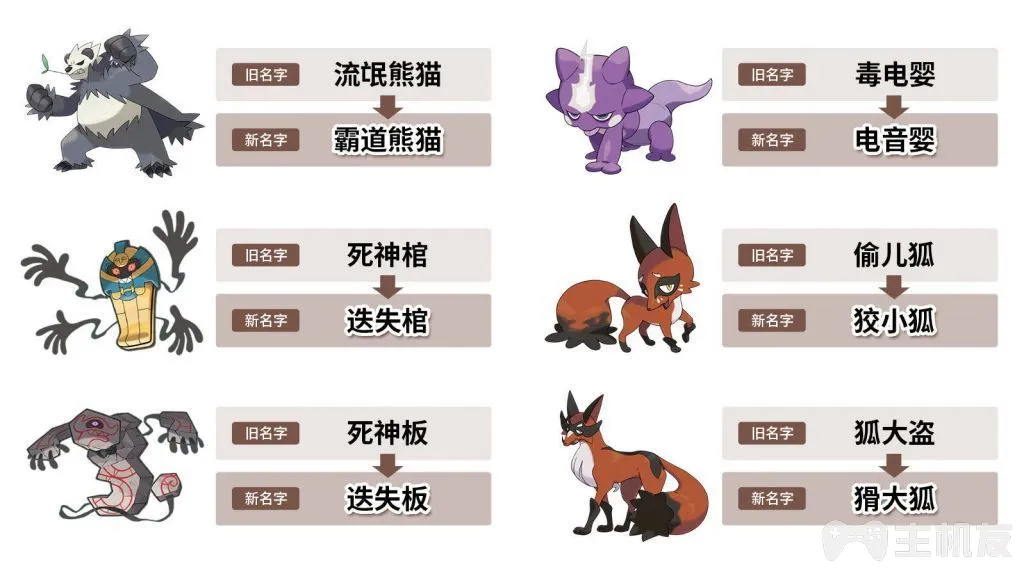 旧名字 流氓熊猫
新名字 霸道熊猫
旧名字 毒电婴
新名字 电音婴
旧名字 死神棺
新名字 迭失棺
旧名字 偷儿狐
新名字 狡小狐
旧名字 死神板
新名字 迭失板
旧名字 狐大盗
新名字 猾大狐
主机友